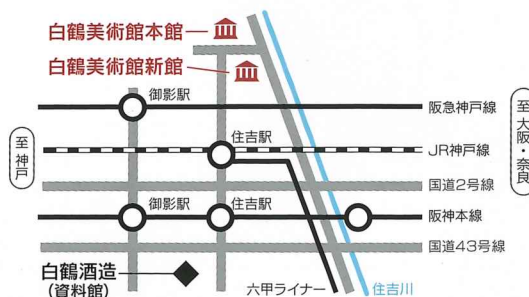 白鶴美術館本館
白鶴美術館新館
御影駅
阪急神戸線
住吉駅
JR神戸線
至神戸
至大阪・奈良
国道2号線
御影駅
住吉駅
阪神本線
国道43号線
白鶴酒造
(資料館)
六甲ライナー
住吉川